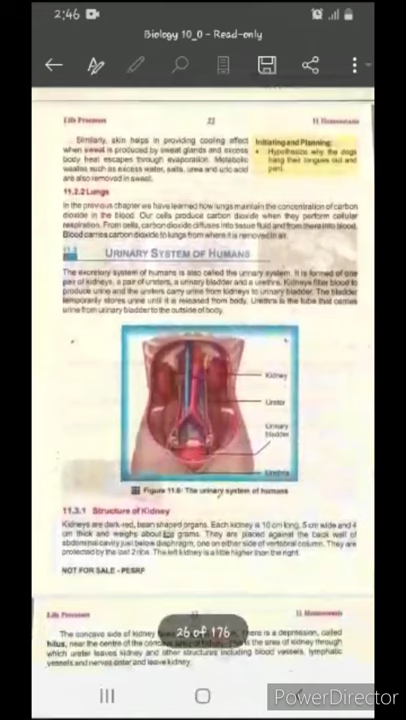 2:46
Biology 10_0 - Read-only
Life Processes 22 11 Homeostasis
Similarly, skin helps in providing cooling effect
when sweat is produced by sweat glands and excess
body heat escapes through evaporation. Metabolic
wastes such as excess water, salts, urea and uric acid
are also removed in sweat.
Initiating and Planning:
• Hypothesize why the dogs
hang their tongues out and
pant.
11.2.2 Lungs
In the previous chapter we have learned how lungs maintain the concentration of carbon
dioxide in the blood. Our cells produce carbon dioxide when they perform cellular
respiration. From cells, carbon dioxide diffuses into tissue fluid and from there into blood.
Blood carries carbon dioxide to lungs from where it is removed in air.
11.3 URINARY SYSTEM OF HUMANS
The excretory system of humans is also called the urinary system. It is formed of one
pair of kidneys, a pair of ureters, a urinary bladder and a urethra. Kidneys filter blood to
produce urine and the ureters carry urine from kidneys to urinary bladder. The bladder
temporarily stores urine until it is released from body. Urethra is the tube that carries
urine from urinary bladder to the outside of body.
Kidney
Ureter
Urinary
bladder
Urethra
Figure 11.6: The urinary system of humans
11.3.1 Structure of Kidney
Kidneys are dark-red, bean shaped organs. Each kidney is 10 cm long, 5 cm wide and 4
cm thick and weighs about grams. They are placed against the back wall of
abdominal cavity just below diaphragm, one on either side of vertebral column. They are
protected by the last 2 ribs. The left kidney is a little higher than the right.
NOT FOR SALE - PESRP
Life Processes 11 Homeostasis
26 of 176
The concave side of kidney there is a depression, called
hilus, near the centre of the concave is the area of kidney through
which ureter leaves kidney and other structures including blood vessels, lymphatic
vessels and nerves enter and leave kidney.
PowerDirector